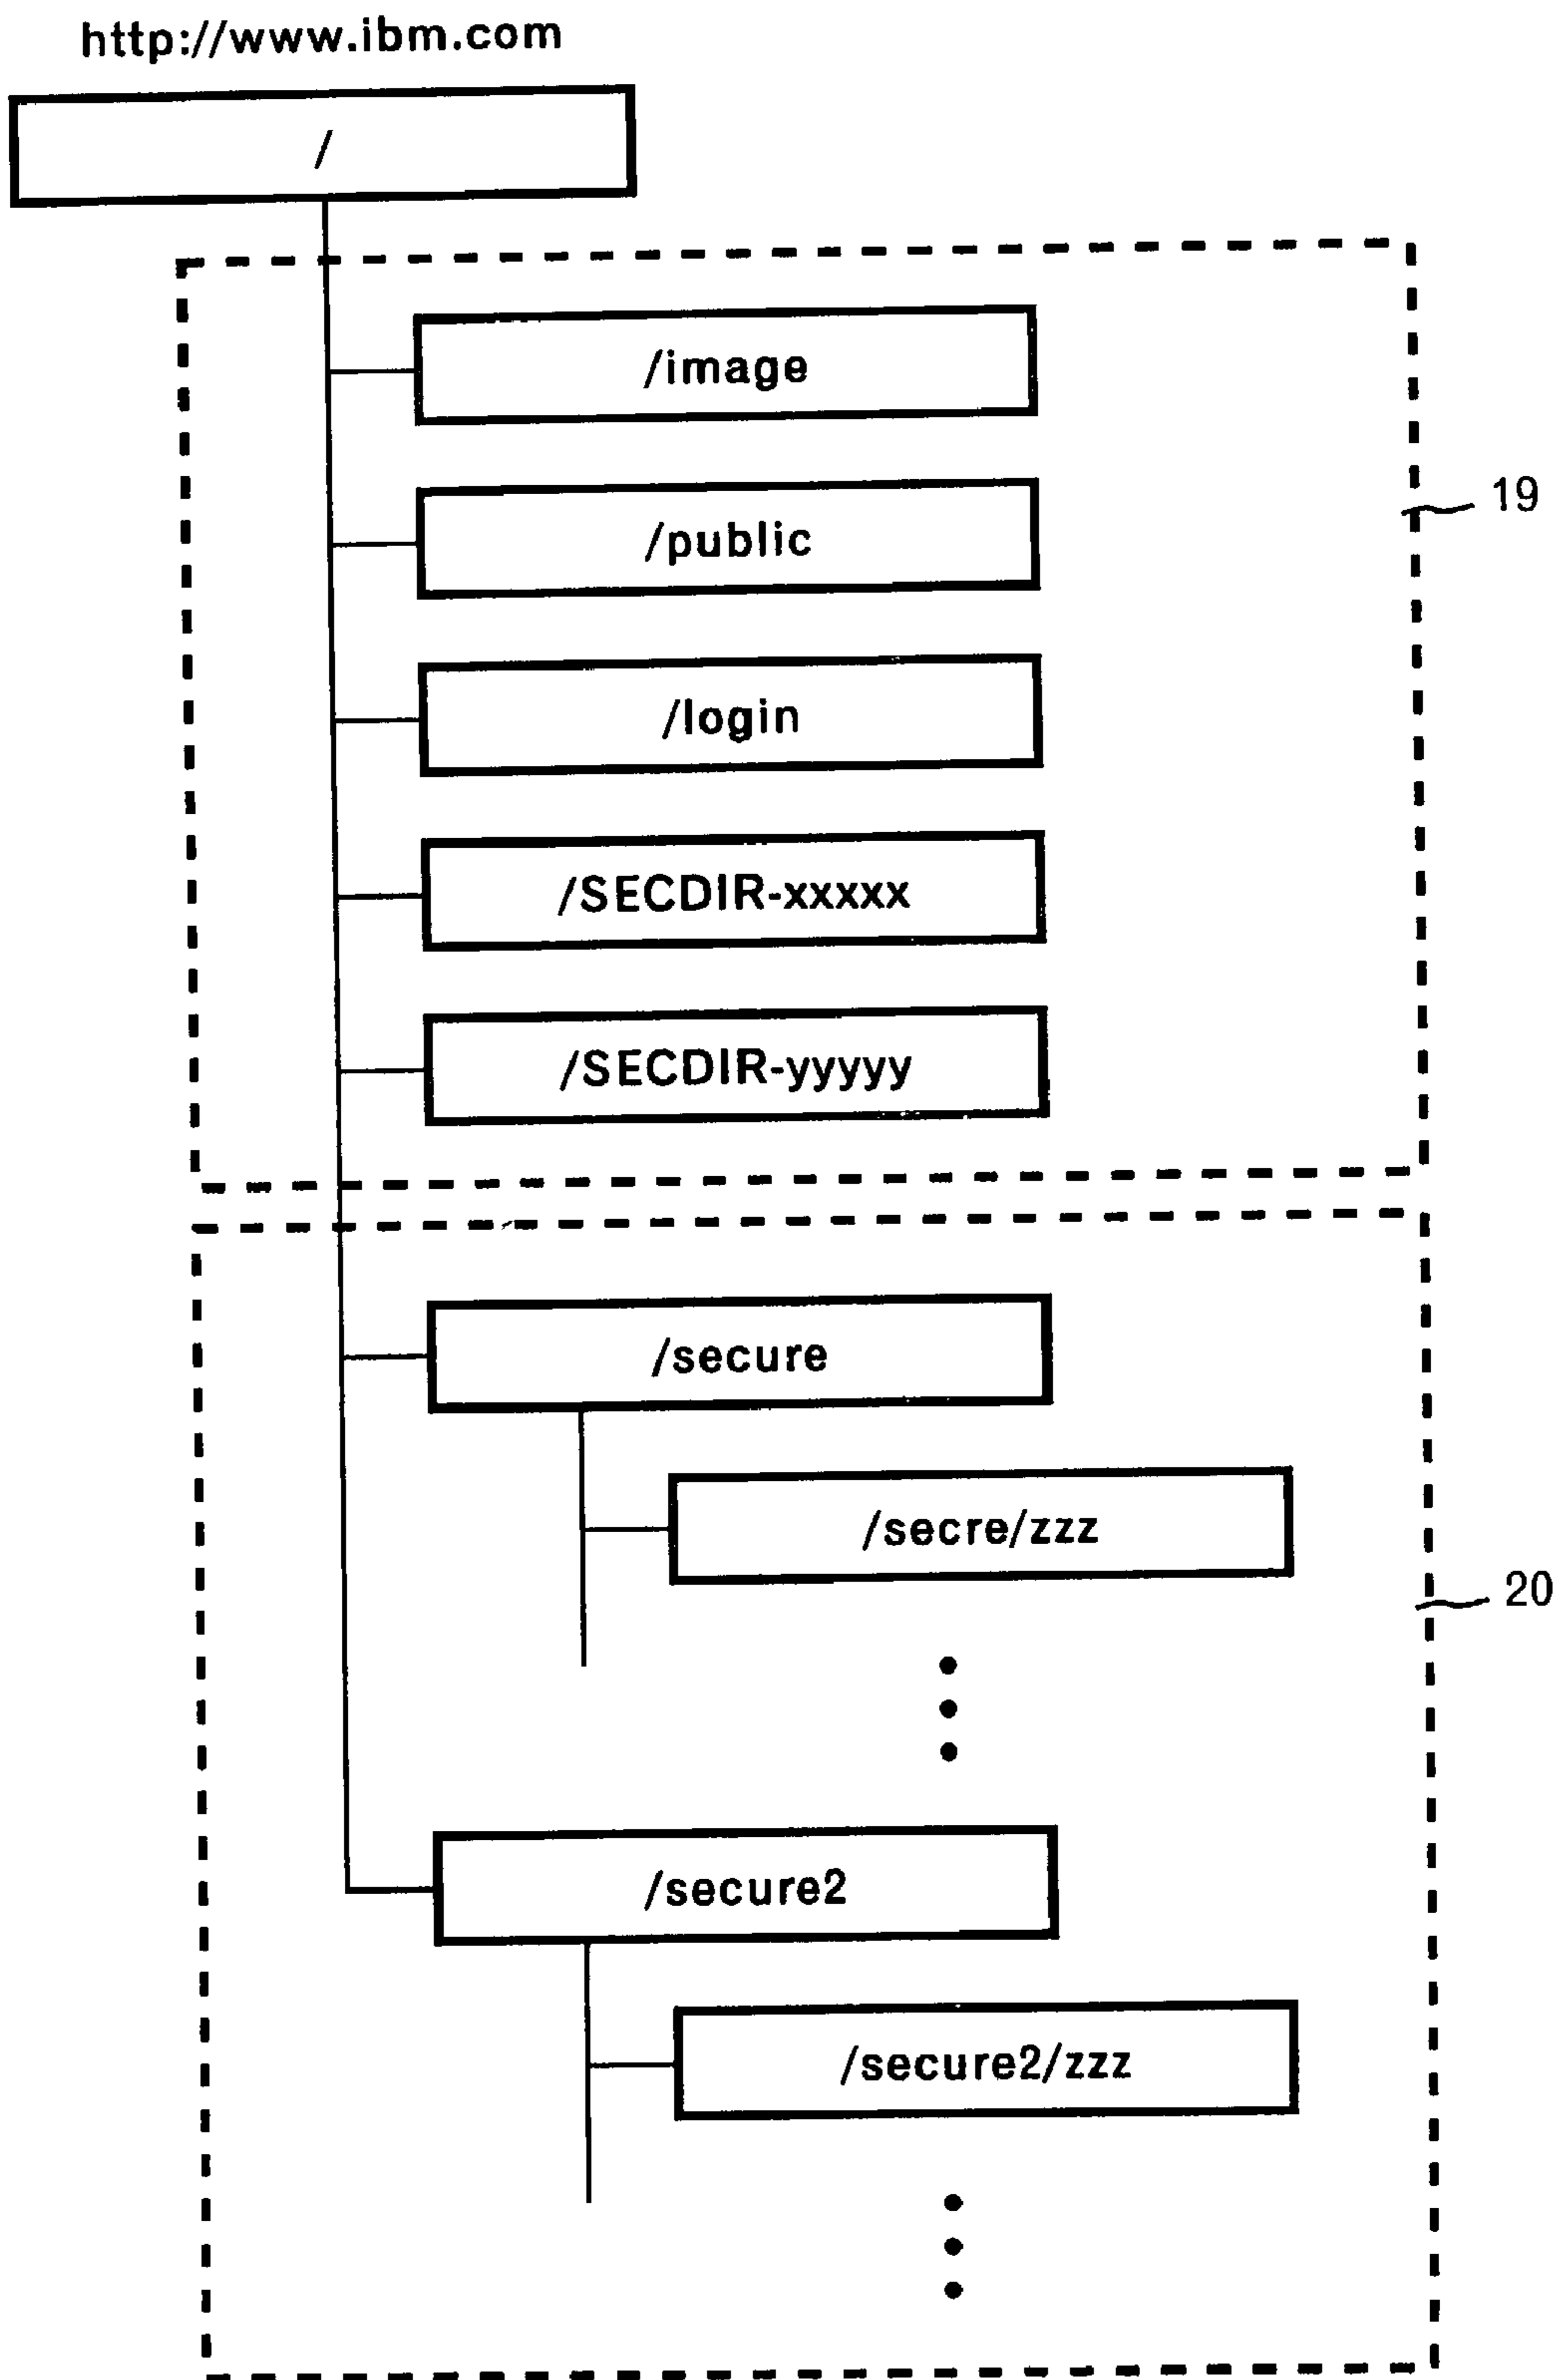 http://www.ibm.com
/
/image
/public
19
/login
/SECDIR-xxxxx
/SECDIR-yyyyy
/secure
/secre/zzz
20
/secure2
/secure2/zzz